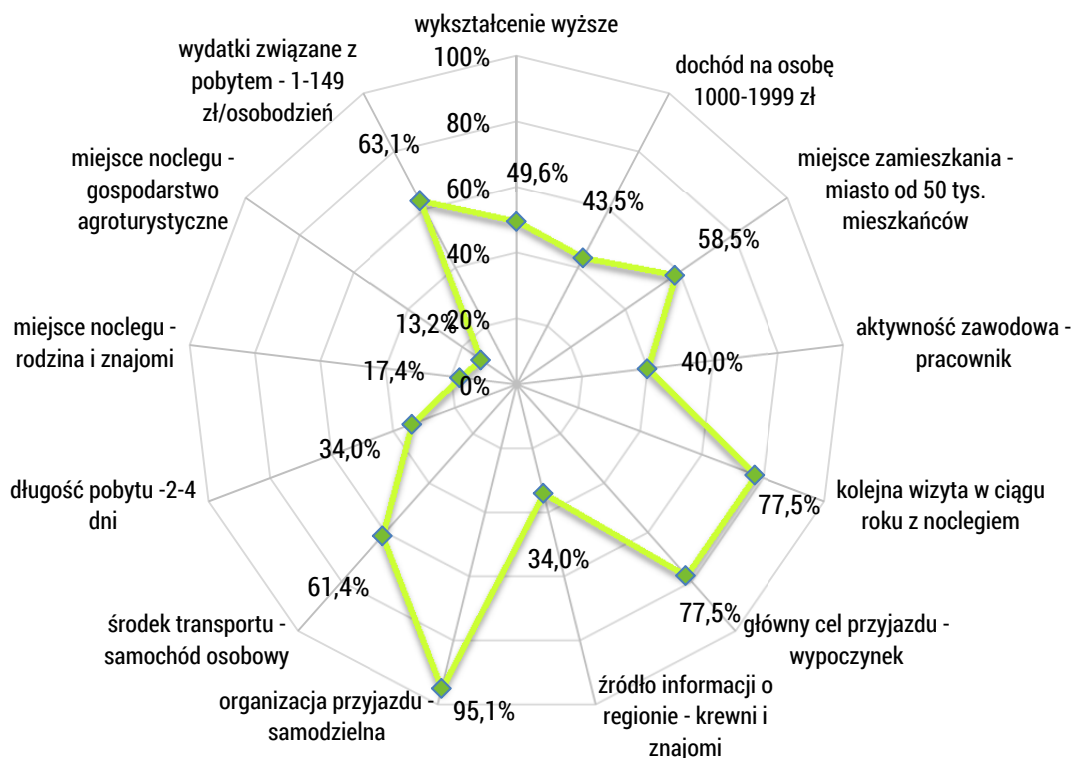 wykształcenie wyższe
100%
80%
60%
40%
20%
0%
49,6%
dochód na osobę
1000-1999 zł
43,5%
miejsce zamieszkania -
miasto od 50 tys.
mieszkańców
58,5%
aktywność zawodowa -
pracownik
40,0%
kolejna wizyta w ciągu
roku z noclegiem
77,5%
główny cel przyjazdu -
wypoczynek
77,5%
źródło informacji o
regionie - krewni i
znajomi
34,0%
organizacja przyjazdu -
samodzielna
95,1%
środek transportu -
samochód osobowy
61,4%
długość pobytu -2-4
dni
34,0%
miejsce noclegu -
rodzina i znajomi
17,4%
miejsce noclegu -
gospodarstwo
agroturystyczne
13,2%
wydatki związane z
pobytem - 1-149
zł/osobodzień
63,1%